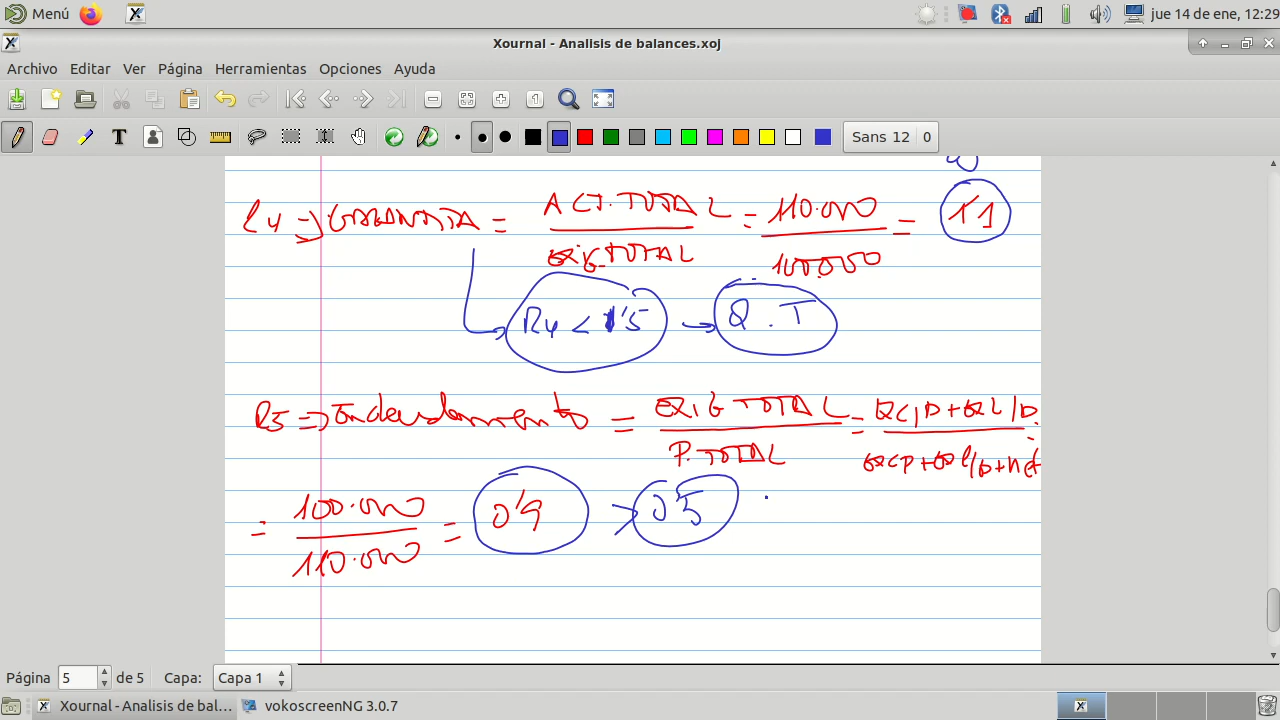 Menú jue 14 de ene, 12:29
Xournal - Analisis de balances.xoj
Archivo Editar Ver Página Herramientas Opciones Ayuda
Sans 12 0
R4 => GARANTIA = ACT. TOTAL / EXIG. TOTAL = 110.000 / 100.000 = 1'1
R4 < 1'5 → Q.T
R5 => Endeudamiento = EXIG TOTAL / P. TOTAL = EXC/P + EXL/P / EXCP + EXL/P + N
= 100.000 / 110.000 = 0'9 > 0'5
Página 5 de 5 Capa: Capa 1
Xournal - Analisis de bal... vokoscreenNG 3.0.7